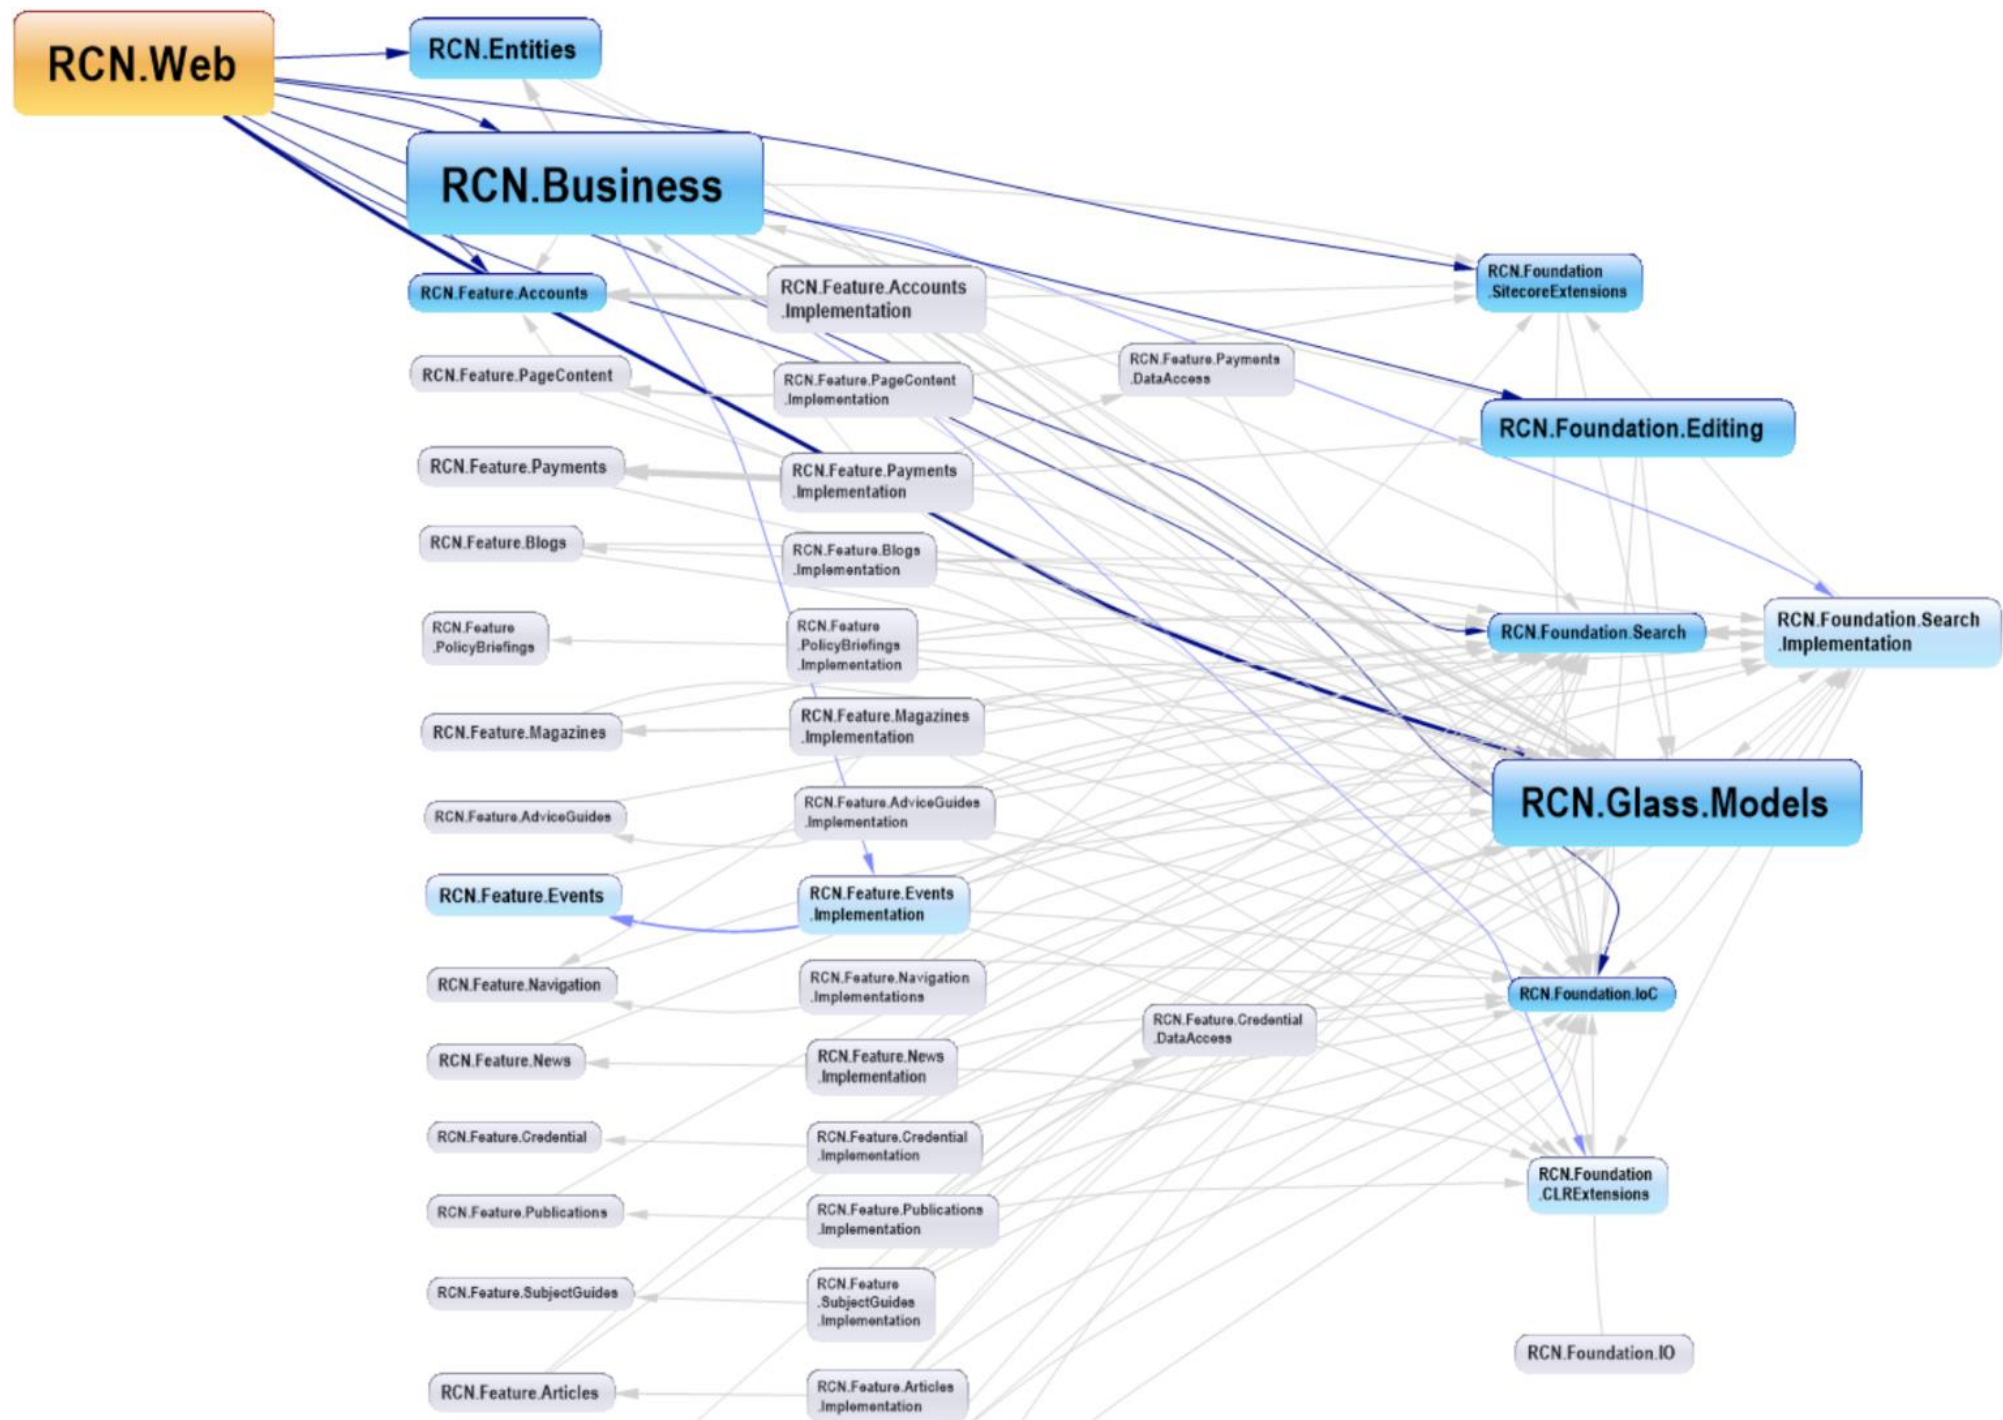 RCN.Web
RCN.Entities
RCN.Business
RCN.Foundation
.SitecoreExtensions
RCN.Feature.Accounts
RCN.Feature.Accounts
.Implementation
RCN.Feature.PageContent
RCN.Feature.PageContent
.Implementation
RCN.Feature.Payments
.DataAccess
RCN.Foundation.Editing
RCN.Feature.Payments
RCN.Feature.Payments
.Implementation
RCN.Feature.Blogs
RCN.Feature.Blogs
.Implementation
RCN.Feature
.PolicyBriefings
RCN.Feature
.PolicyBriefings
.Implementation
RCN.Foundation.Search
RCN.Foundation.Search
.Implementation
RCN.Feature.Magazines
RCN.Feature.Magazines
.Implementation
RCN.Feature.AdviceGuides
RCN.Feature.AdviceGuides
.Implementation
RCN.Glass.Models
RCN.Feature.Events
RCN.Feature.Events
.Implementation
RCN.Feature.Navigation
RCN.Feature.Navigation
.Implementations
RCN.Foundation.IoC
RCN.Feature.Credential
.DataAccess
RCN.Feature.News
RCN.Feature.News
.Implementation
RCN.Feature.Credential
RCN.Feature.Credential
.Implementation
RCN.Foundation
.CLRExtensions
RCN.Feature.Publications
RCN.Feature.Publications
.Implementation
RCN.Feature.SubjectGuides
RCN.Feature
.SubjectGuides
.Implementation
RCN.Foundation.IO
RCN.Feature.Articles
RCN.Feature.Articles
.Implementation